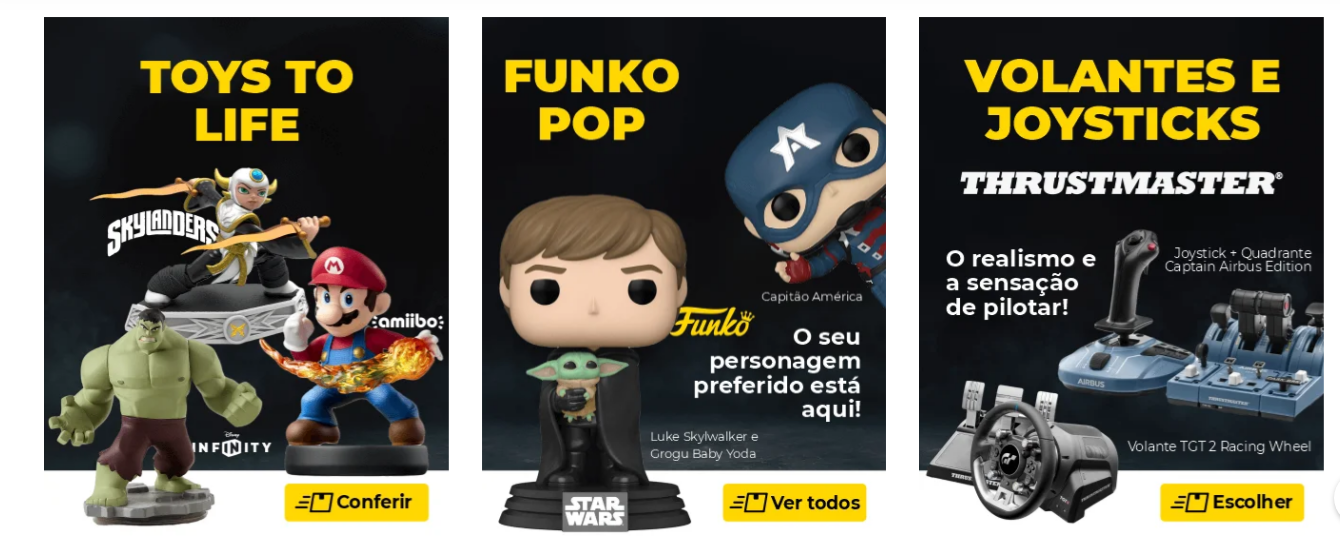 TOYS TO
LIFE
SKYLANDERS
amiibo
Disney
INFINITY
Conferir
FUNKO
POP
Capitão América
Funko
O seu
personagem
preferido está
aqui!
Luke Skylwalker e
Grogu Baby Yoda
STAR
WARS
Ver todos
VOLANTES E
JOYSTICKS
THRUSTMASTER®
O realismo e
a sensação
de pilotar!
Joystick + Quadrante
Captain Airbus Edition
AIRBUS
THRUSTMASTER
Volante TGT 2 Racing Wheel
Escolher